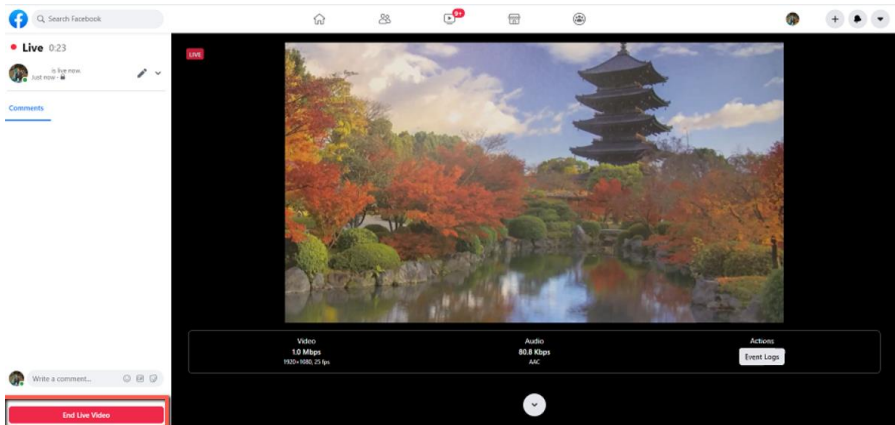 Search Facebook
9+
Live 0:23
is live now.
Just now
Comments
LIVE
Video
1.0 Mbps
1920×1080, 25 fps
Audio
80.8 Kbps
AAC
Actions
Event Logs
Write a comment...
End Live Video